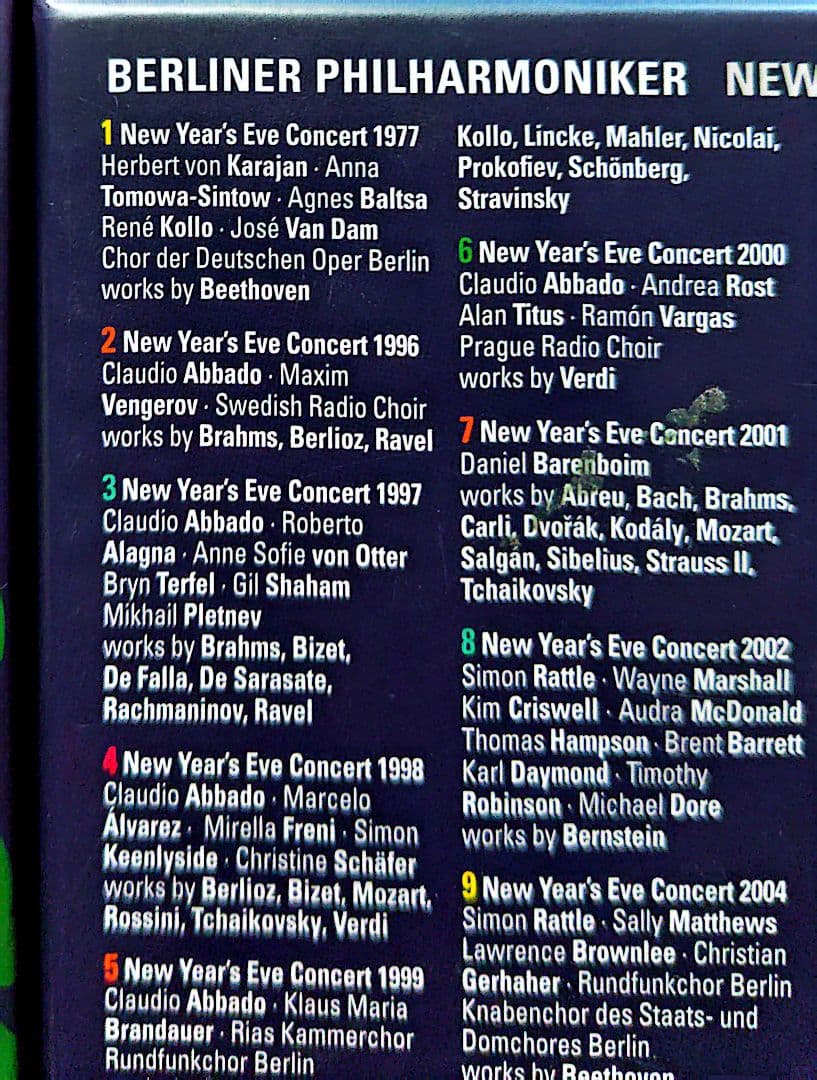 BERLINER PHILHARMONIKER NEW
1 New Year's Eve Concert 1977
Herbert von Karajan · Anna
Tomowa-Sintow · Agnes Baltsa
René Kollo · José Van Dam
Chor der Deutschen Oper Berlin
works by Beethoven
2 New Year's Eve Concert 1996
Claudio Abbado · Maxim
Vengerov · Swedish Radio Choir
works by Brahms, Berlioz, Ravel
3 New Year's Eve Concert 1997
Claudio Abbado · Roberto
Alagna · Anne Sofie von Otter
Bryn Terfel · Gil Shaham
Mikhail Pletnev
works by Brahms, Bizet,
De Falla, De Sarasate,
Rachmaninov, Ravel
4 New Year's Eve Concert 1998
Claudio Abbado · Marcelo
Álvarez · Mirella Freni · Simon
Keenlyside · Christine Schäfer
works by Berlioz, Bizet, Mozart,
Rossini, Tchaikovsky, Verdi
5 New Year's Eve Concert 1999
Claudio Abbado · Klaus Maria
Brandauer · Rias Kammerchor
Rundfunkchor Berlin
Kollo, Lincke, Mahler, Nicolai,
Prokofiev, Schönberg,
Stravinsky
6 New Year's Eve Concert 2000
Claudio Abbado · Andrea Rost
Alan Titus · Ramón Vargas
Prague Radio Choir
works by Verdi
7 New Year's Eve Concert 2001
Daniel Barenboim
works by Abreu, Bach, Brahms,
Carli, Dvořák, Kodály, Mozart,
Salgán, Sibelius, Strauss II,
Tchaikovsky
8 New Year's Eve Concert 2002
Simon Rattle · Wayne Marshall
Kim Criswell · Audra McDonald
Thomas Hampson · Brent Barrett
Karl Daymond · Timothy
Robinson · Michael Dore
works by Bernstein
9 New Year's Eve Concert 2004
Simon Rattle · Sally Matthews
Lawrence Brownlee · Christian
Gerhaher · Rundfunkchor Berlin
Knabenchor des Staats- und
Domchores Berlin
works by Beethoven